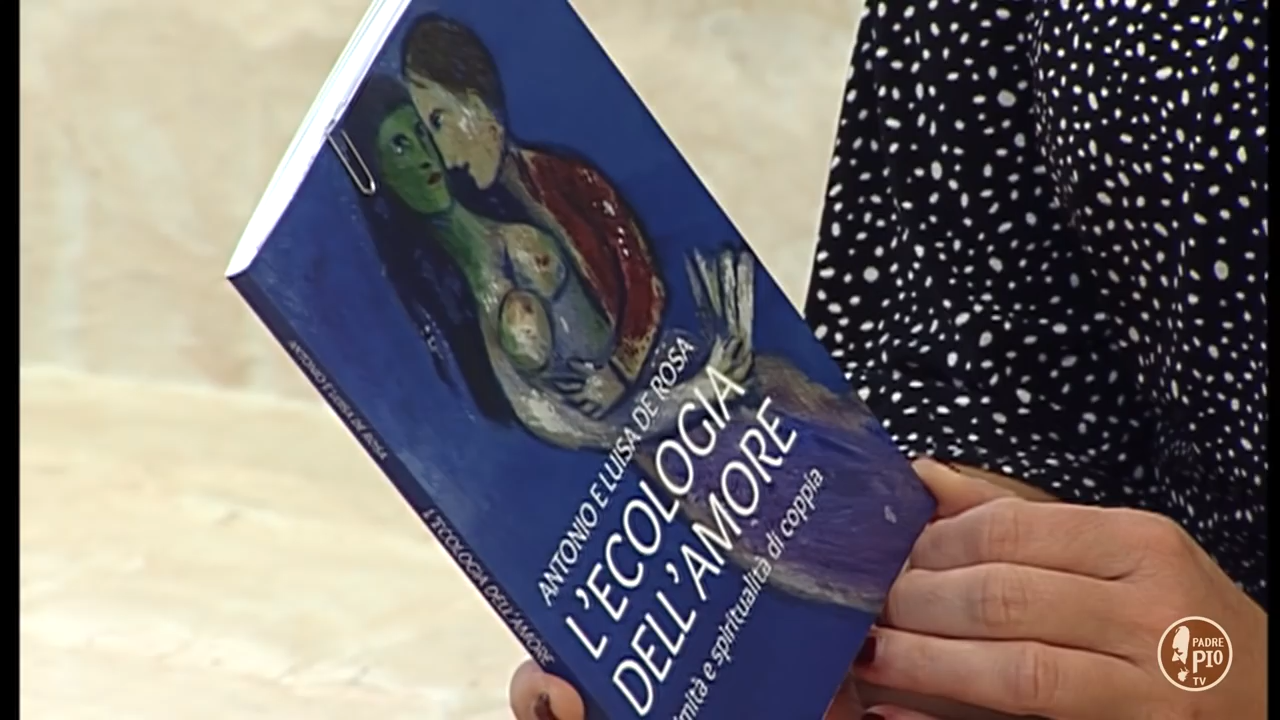 ANTONIO E LUISA DE ROSA
L'ECOLOGIA
DELL'AMORE
e spiritualità di coppia
ANTONIO E LUISA DE ROSA
L'ECOLOGIA DELL'AMORE
PADRE
PIO
TV